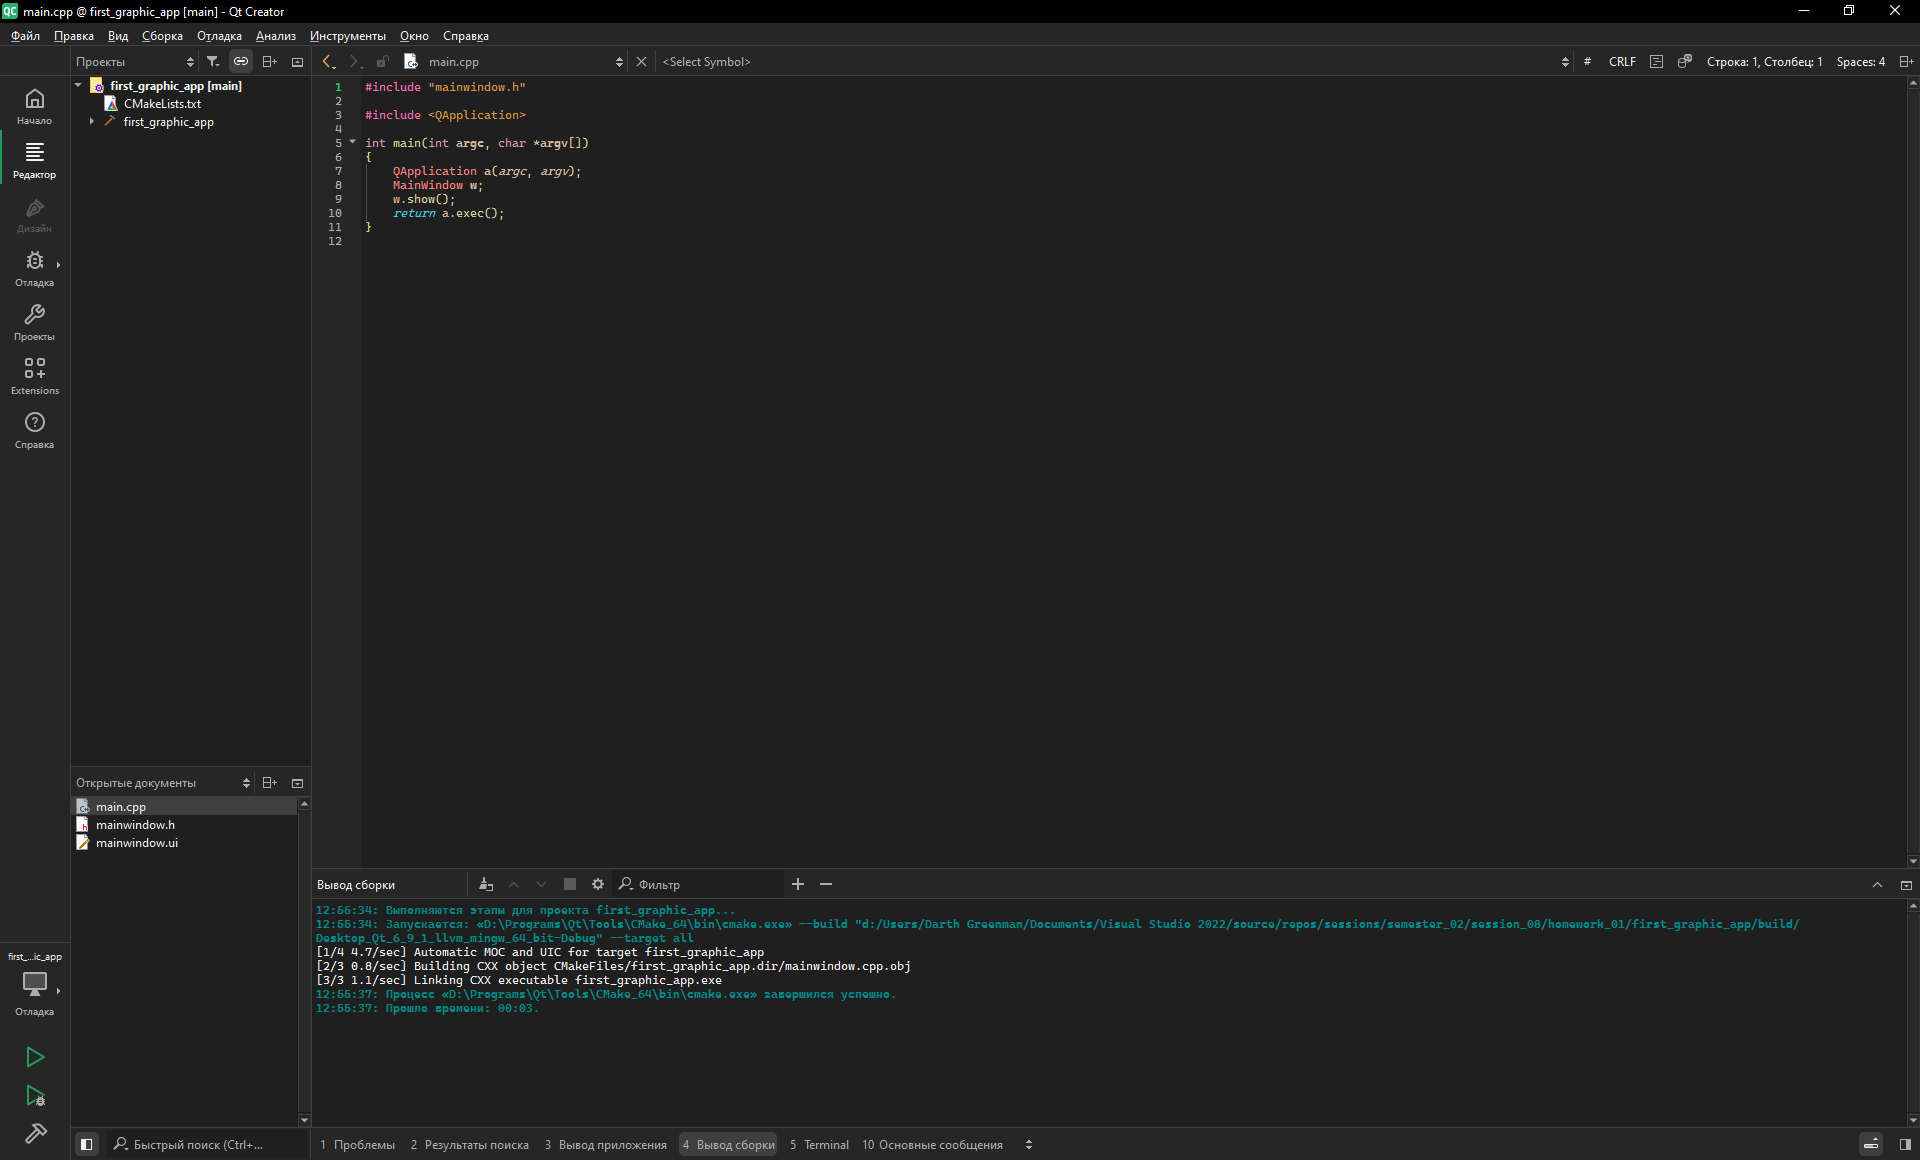 main.cpp @ first_graphic_app [main] - Qt Creator
Файл Правка Вид Сборка Отладка Анализ Инструменты Окно Справка
Проекты
main.cpp
<Select Symbol>
# CRLF Строка: 1, Столбец: 1 Spaces: 4
Начало
Редактор
Дизайн
Отладка
Проекты
Extensions
Справка
first_graphic_app [main]
CMakeLists.txt
first_graphic_app
1 #include "mainwindow.h"
2
3 #include <QApplication>
4
5 int main(int argc, char *argv[])
6 {
7 QApplication a(argc, argv);
8 MainWindow w;
9 w.show();
10 return a.exec();
11 }
12
Открытые документы
main.cpp
mainwindow.h
mainwindow.ui
Вывод сборки Фильтр
12:66:34: Выполняются этапы для проекта first_graphic_app...
12:66:34: Запускается: «D:\Programs\Qt\Tools\CMake_64\bin\cmake.exe» --build "d:/Users/Darth Greenman/Documents/Visual Studio 2022/source/repos/sessions/semester_02/session_08/homework_01/first_graphic_app/build/
Desktop_Qt_6_9_1_llvm_mingw_64_bit-Debug" --target all
[1/4 4.7/sec] Automatic MOC and UIC for target first_graphic_app
[2/3 0.8/sec] Building CXX object CMakeFiles/first_graphic_app.dir/mainwindow.cpp.obj
[3/3 1.1/sec] Linking CXX executable first_graphic_app.exe
12:66:37: Процесс «D:\Programs\Qt\Tools\CMake_64\bin\cmake.exe» завершился успешно.
12:66:37: Прошло времени: 00:03.
first_...ic_app
Отладка
Быстрый поиск (Ctrl+...
1 Проблемы 2 Результаты поиска 3 Вывод приложения 4 Вывод сборки 5 Terminal 10 Основные сообщения